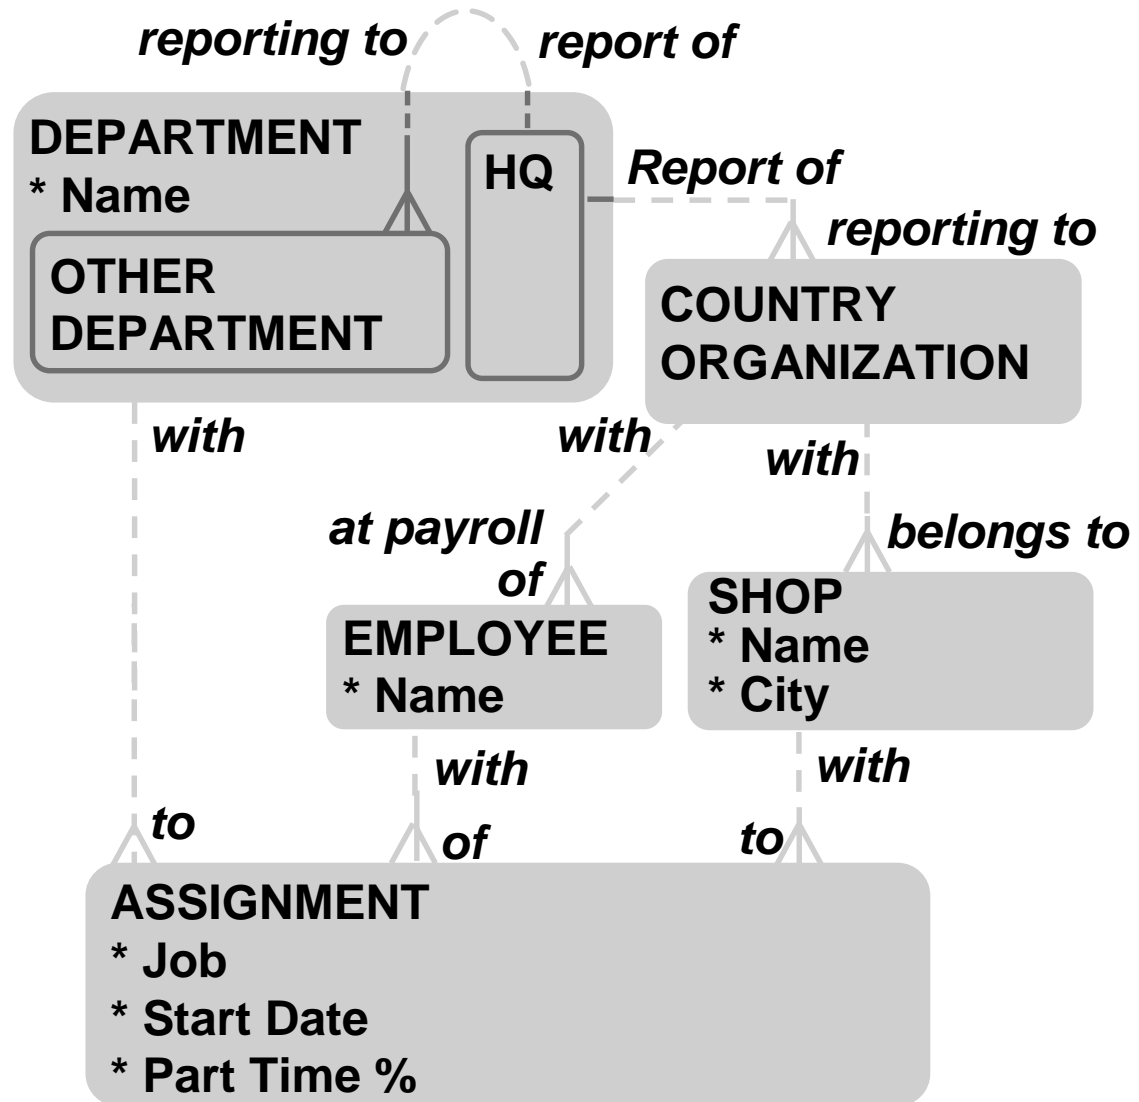 reporting to
report of
DEPARTMENT
* Name
HQ
Report of
reporting to
OTHER
DEPARTMENT
COUNTRY
ORGANIZATION
with
with
with
at payroll
of
belongs to
EMPLOYEE
* Name
SHOP
* Name
* City
with
with
to
of
to
ASSIGNMENT
* Job
* Start Date
* Part Time %